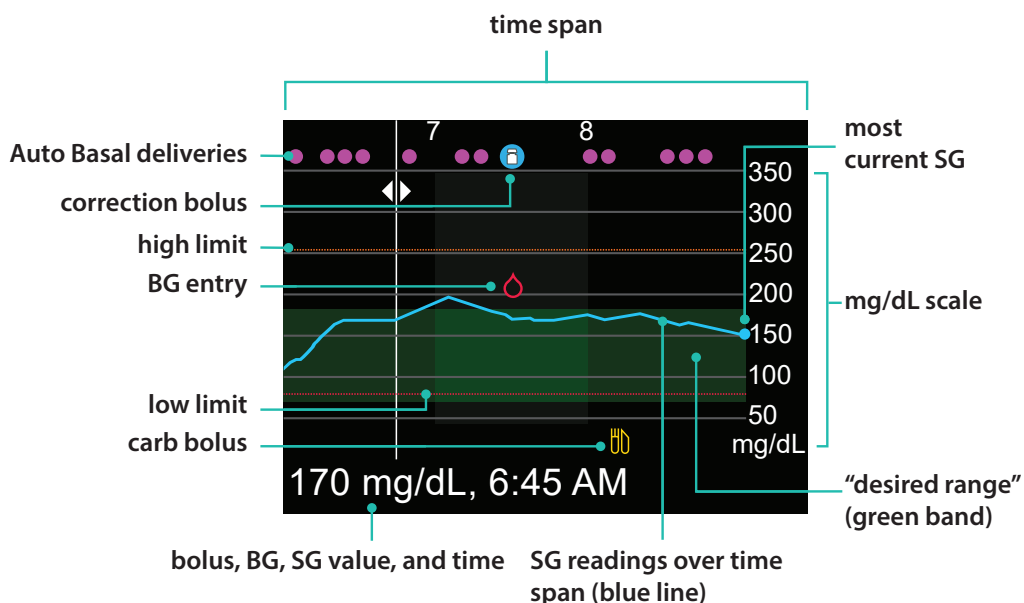 time span
7 8
Auto Basal deliveries
most
current SG
350
correction bolus
300
high limit
250
BG entry
200
mg/dL scale
150
100
low limit
50
carb bolus
mg/dL
170 mg/dL, 6:45 AM
“desired range”
(green band)
bolus, BG, SG value, and time
SG readings over time
span (blue line)